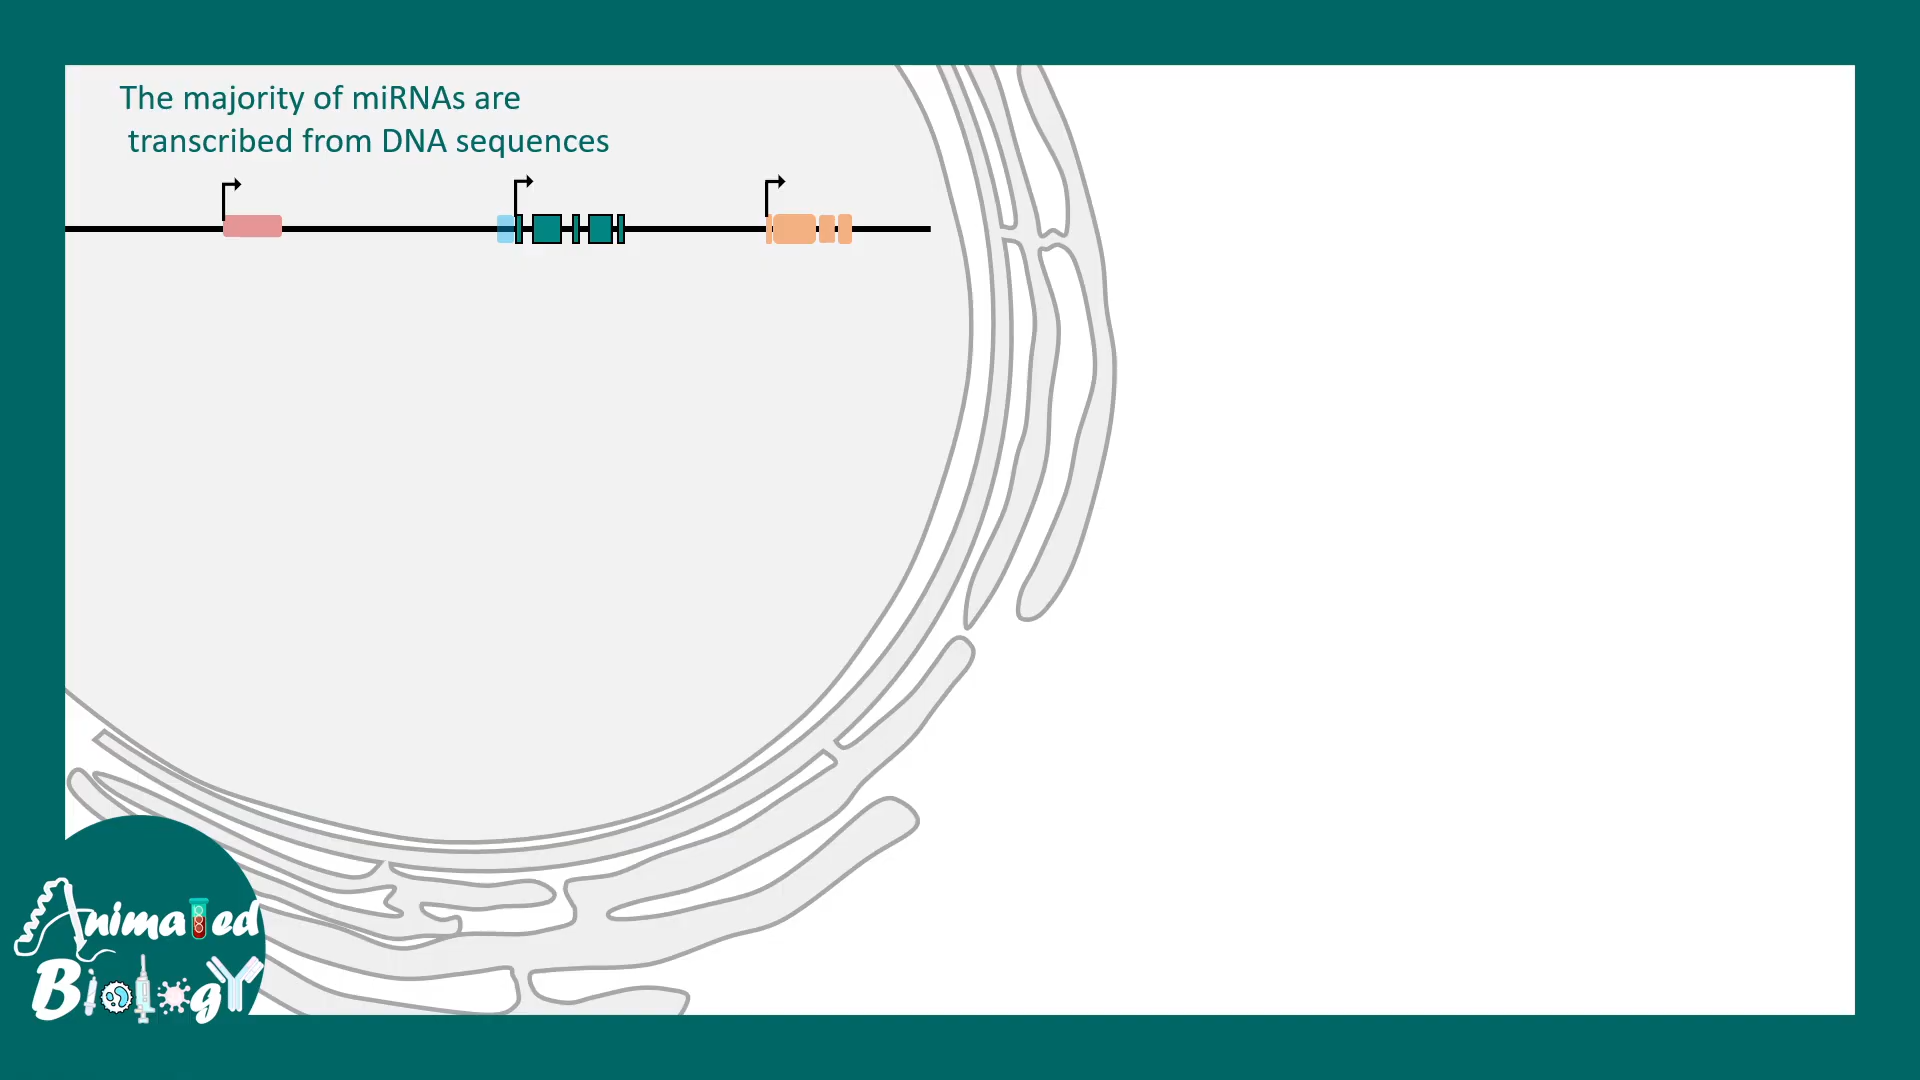 The majority of miRNAs are
transcribed from DNA sequences
Animated
Biology